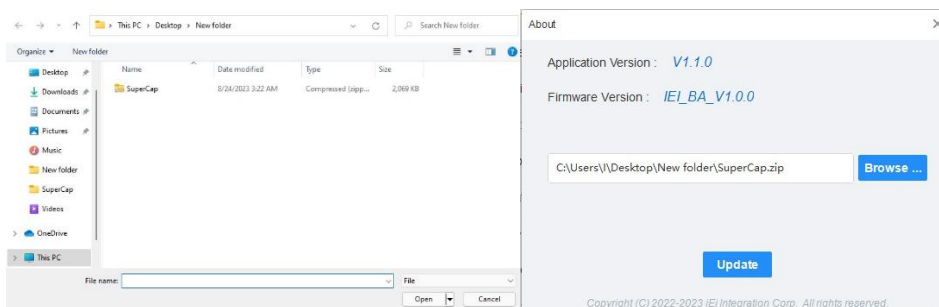 This PC > Desktop > New folder
Search New folder
Organize
New folder
Name
Date modified
Type
Size
SuperCap
8/24/2023 3:22 AM
Compressed (zipp...
2,069 KB
Desktop
Downloads
Documents
Pictures
Music
New folder
SuperCap
Videos
OneDrive
This PC
File name:
File
Open
Cancel
About
Application Version : V1.1.0
Firmware Version : IEI_BA_V1.0.0
C:\Users\I\Desktop\New folder\SuperCap.zip
Browse ...
Update
Copyright (C) 2022-2023 iEi Integration Corp. All rights reserved.